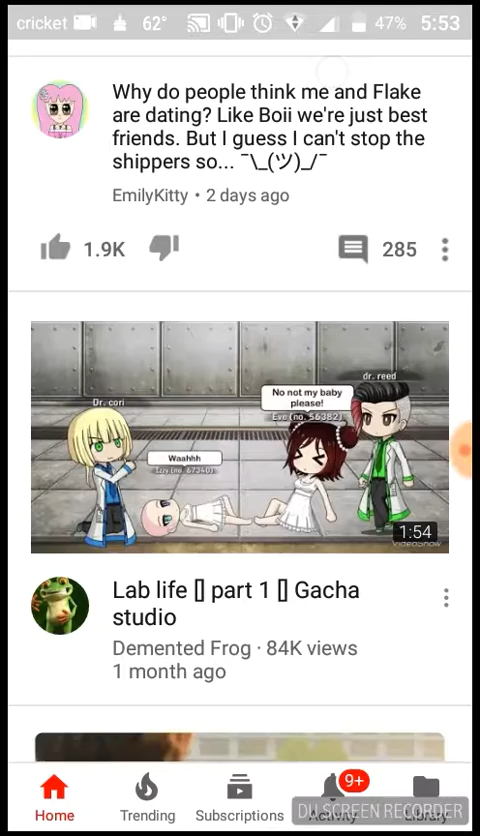 cricket 62° 47% 5:53
Why do people think me and Flake
are dating? Like Boii we're just best
friends. But I guess I can't stop the
shippers so... ¯\_(ツ)_/¯
EmilyKitty • 2 days ago
1.9K 285
dr. reed
No not my baby
please!
Dr. cori
Eve (no. 56382)
Waahhh
Izzy (no. 67340)
1:54
VideoShow
Lab life [] part 1 [] Gacha
studio
Demented Frog · 84K views
1 month ago
9+
Home Trending Subscriptions Activity Library
DU SCREEN RECORDER